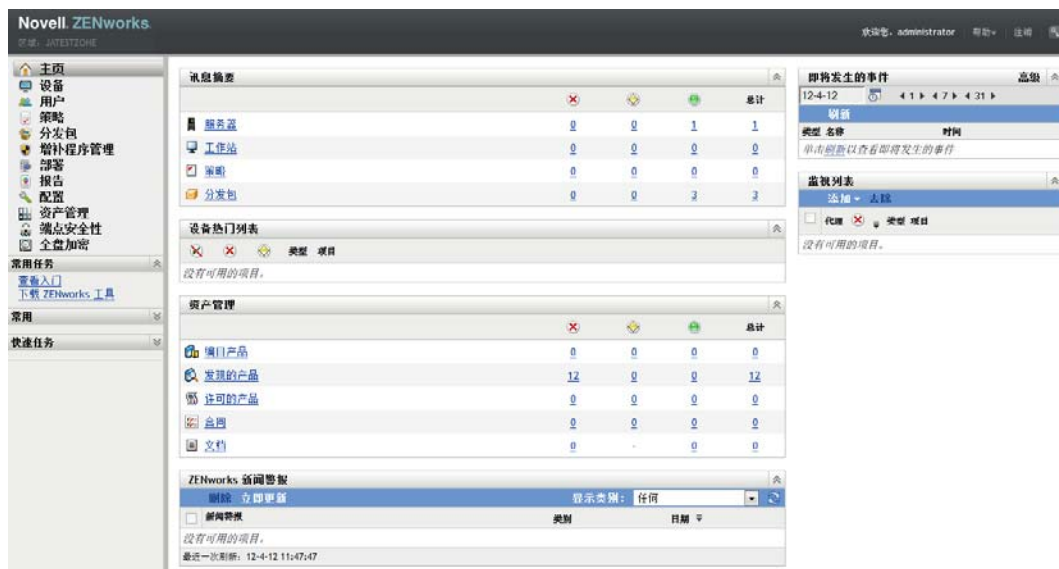 Novell. ZENworks.
区域: JATESTZONE
欢迎您, administrator 帮助 注销
主页
设备
用户
策略
分发包
增补程序管理
部署
报告
配置
资产管理
端点安全性
全盘加密
常用任务
查看入门
下载 ZENworks 工具
常用
快速任务
讯息摘要
总计
服务器 0 0 1 1
工作站 0 0 0 0
策略 0 0 0 0
分发包 0 0 3 3
设备热门列表
类型 项目
没有可用的项目。
资产管理
总计
编目产品 0 0 0 0
发现的产品 12 0 0 12
许可的产品 0 0 0 0
合同 0 0 0 0
文档 0 - 0 0
ZENworks 新闻警报
删除 立即更新 显示类别: 任何
新闻警报 类别 日期
没有可用的项目。
最近一次刷新: 12-4-12 11:47:47
即将发生的事件 高级
12-4-12 1 7 31
刷新
类型 名称 时间
单击刷新以查看即将发生的事件
监视列表
添加 去除
代理 类型 项目
没有可用的项目。